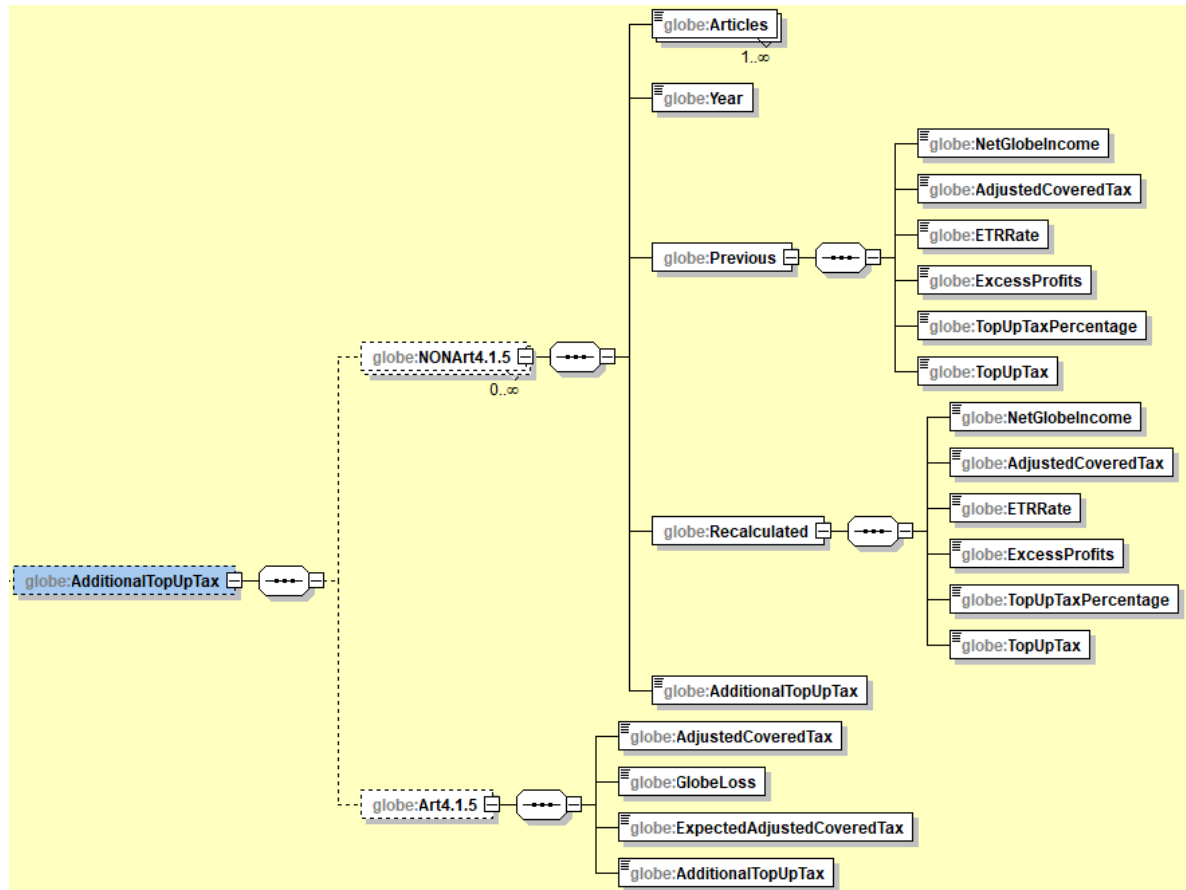 globe:Articles
1..∞
globe:Year
globe:NetGlobeIncome
globe:AdjustedCoveredTax
globe:ETRRate
globe:Previous
globe:ExcessProfits
globe:TopUpTaxPercentage
globe:TopUpTax
globe:NONArt4.1.5
0..∞
globe:NetGlobeIncome
globe:AdjustedCoveredTax
globe:ETRRate
globe:Recalculated
globe:ExcessProfits
globe:TopUpTaxPercentage
globe:TopUpTax
globe:AdditionalTopUpTax
globe:AdditionalTopUpTax
globe:AdjustedCoveredTax
globe:GlobeLoss
globe:Art4.1.5
globe:ExpectedAdjustedCoveredTax
globe:AdditionalTopUpTax